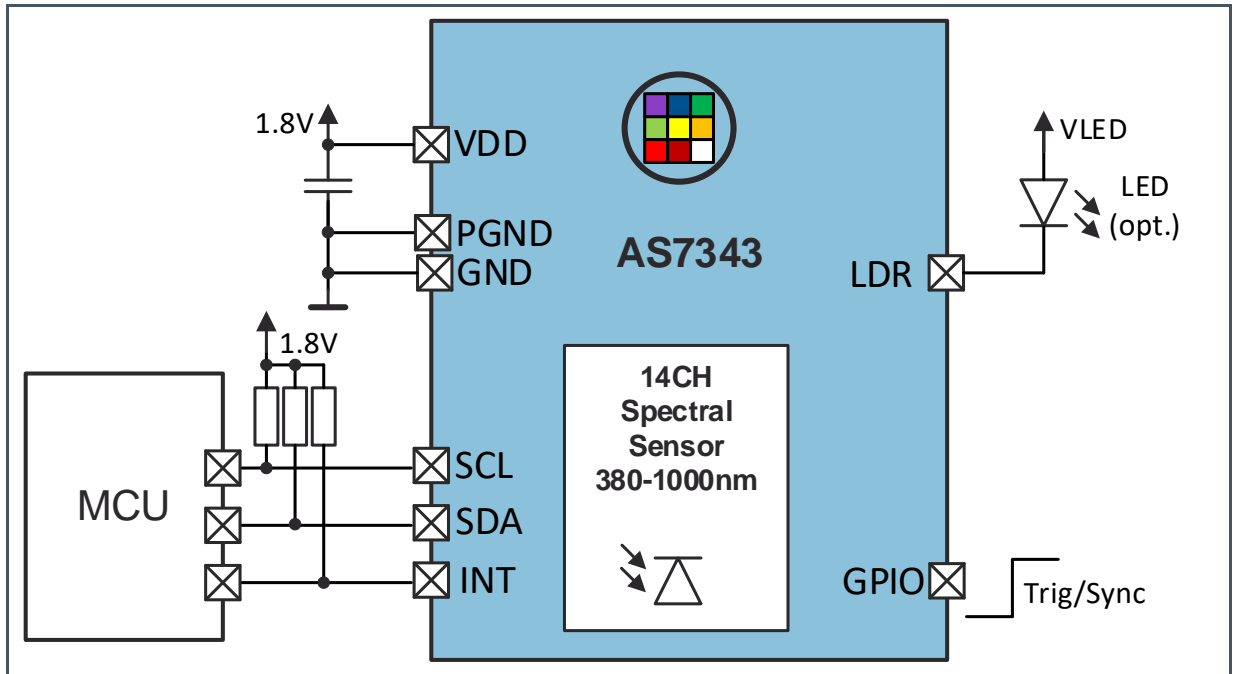 1.8V
VDD
PGND
GND
AS7343
VLED
LED
(opt.)
LDR
1.8V
14CH
Spectral
Sensor
380-1000nm
MCU
SCL
SDA
INT
GPIO
Trig/Sync